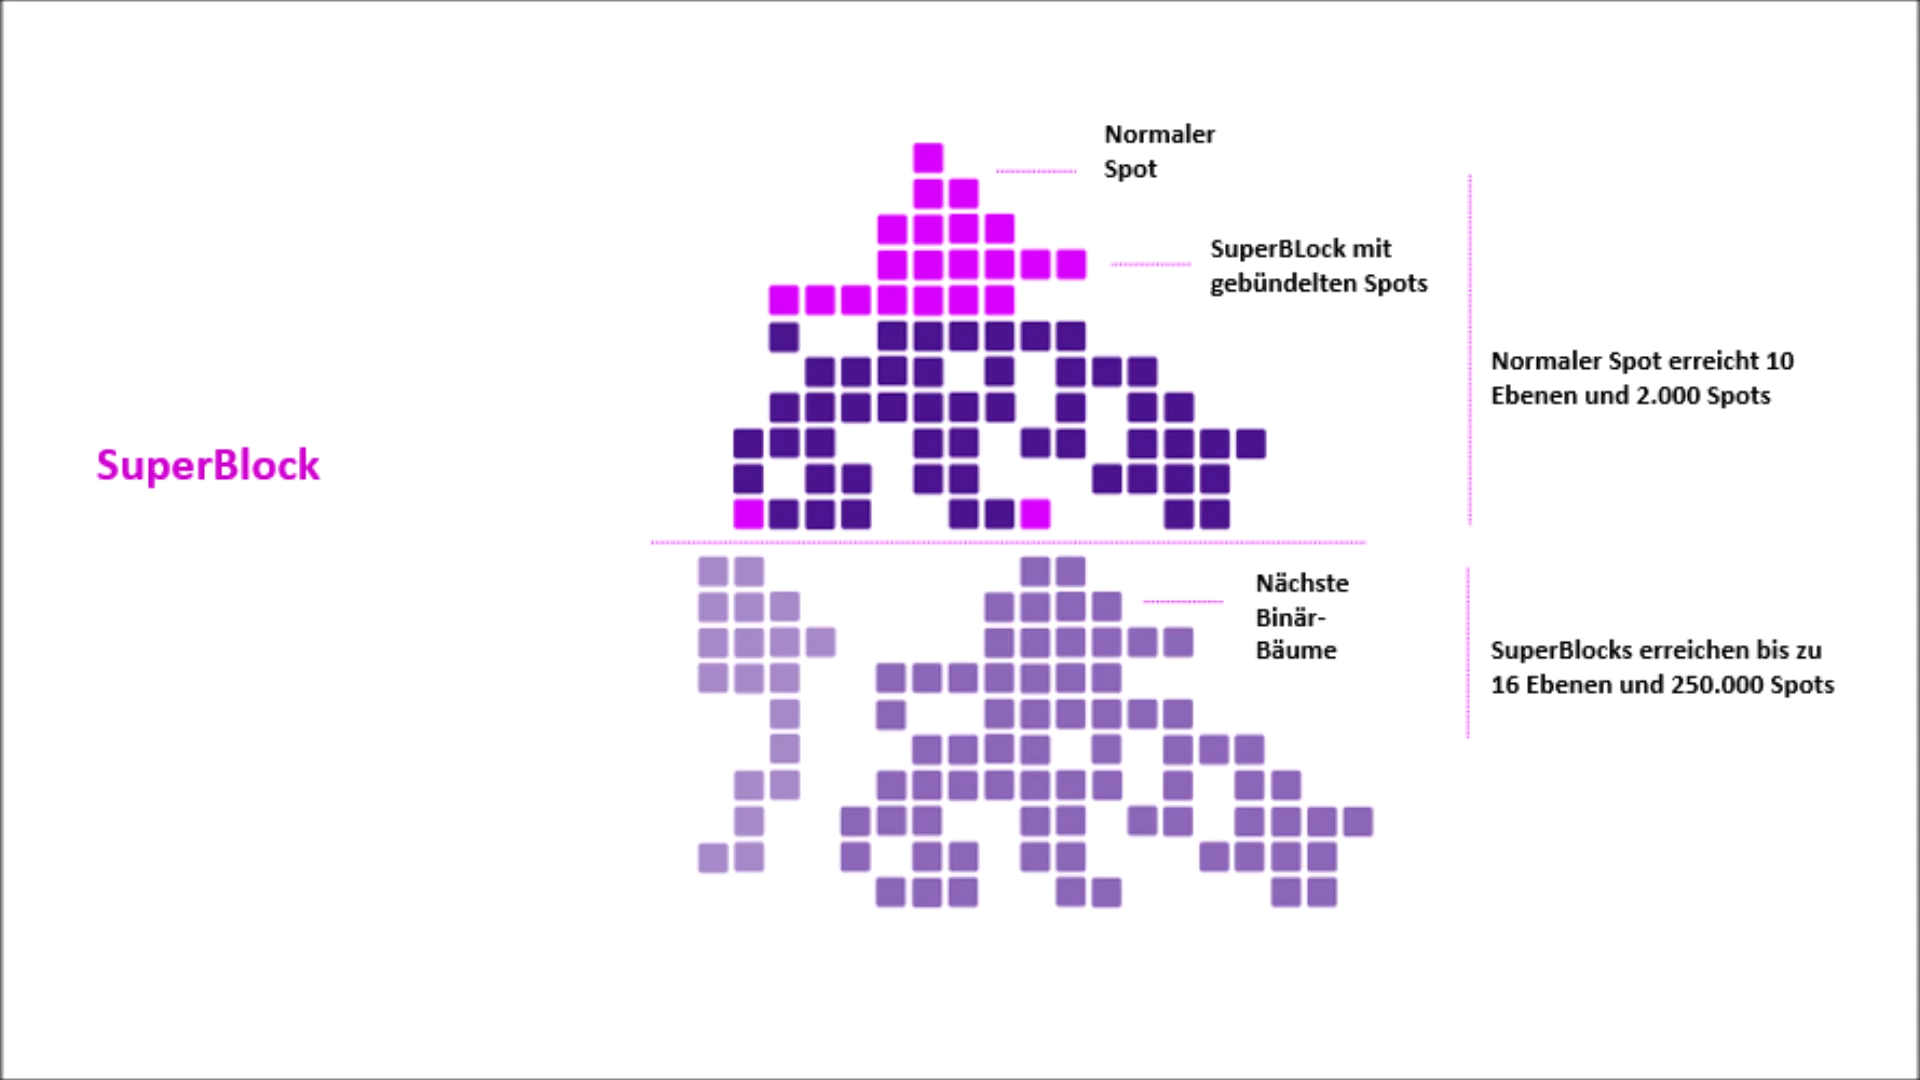 Normaler
Spot
SuperBLock mit
gebündelten Spots
Normaler Spot erreicht 10
Ebenen und 2.000 Spots
SuperBlock
Nächste
Binär-
Bäume
SuperBlocks erreichen bis zu
16 Ebenen und 250.000 Spots